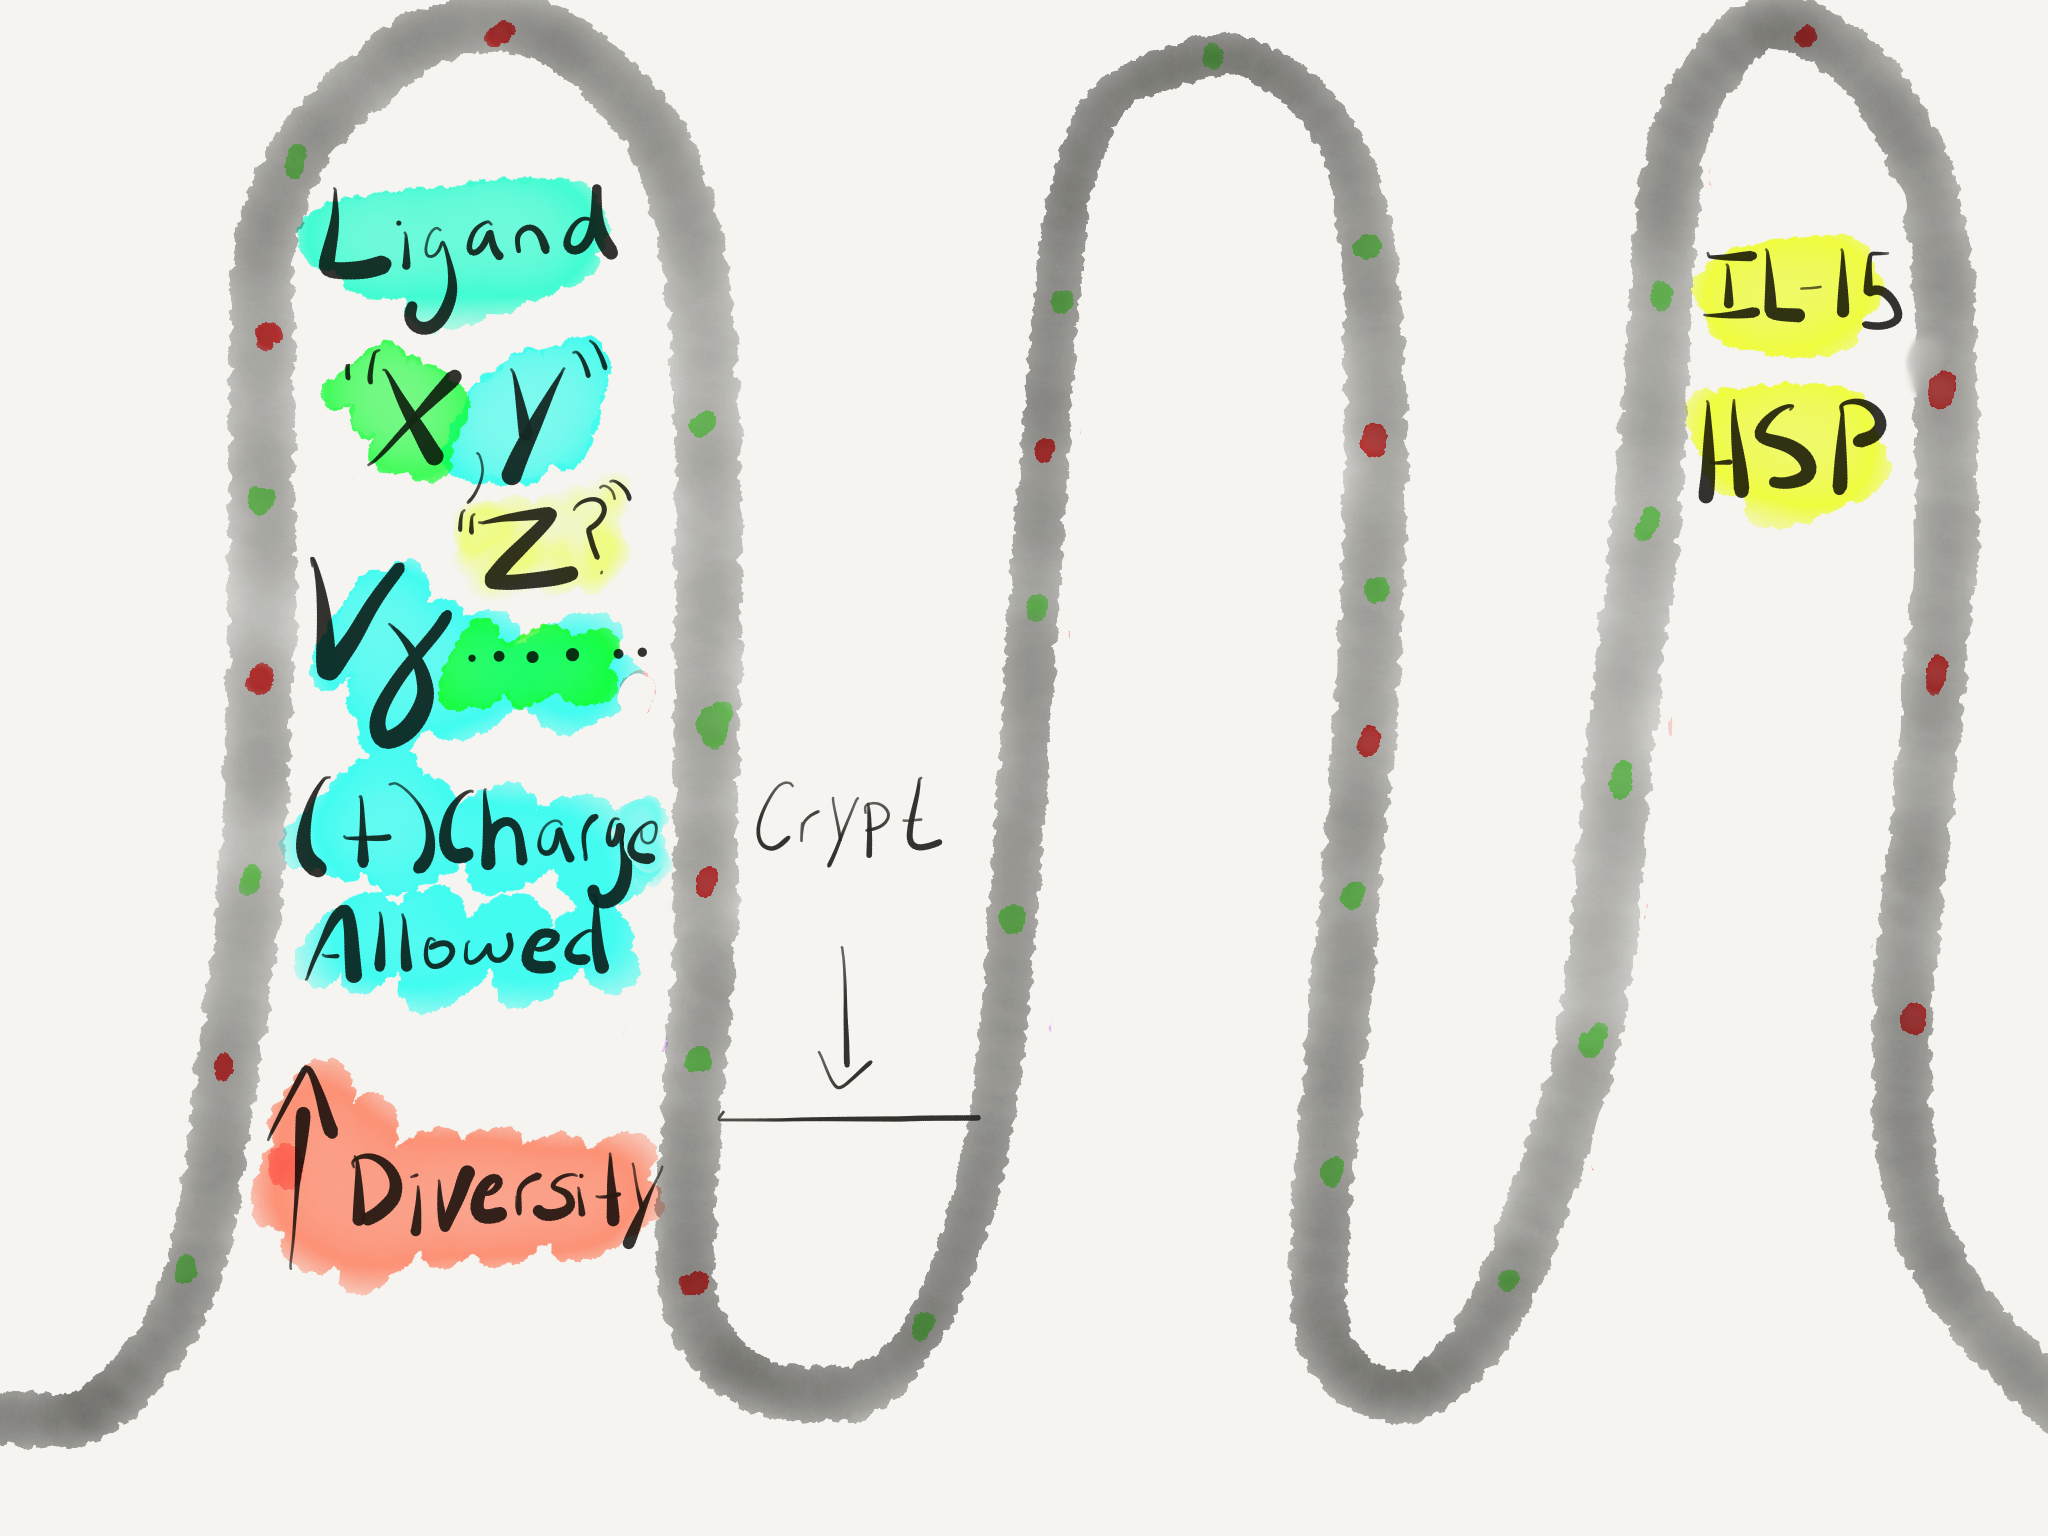 Ligand
"X, y"
"Z?"
Vγ . . . . . .
(+) Charge
Allowed
↑ Diversity
Crypt
IL-15
HSP